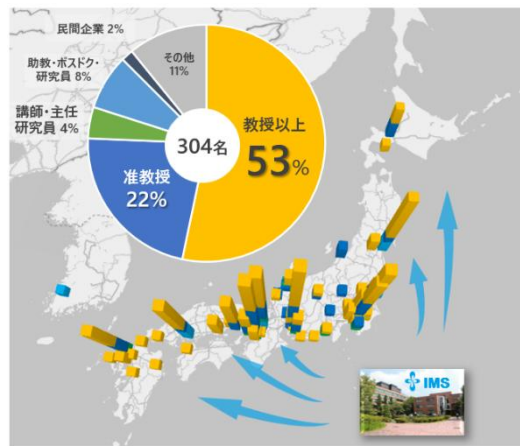 民間企業 2%
その他
11%
助教・ポスドク・
研究員 8%
講師・主任
研究員 4%
教授以上
53%
304名
准教授
22%
IMS